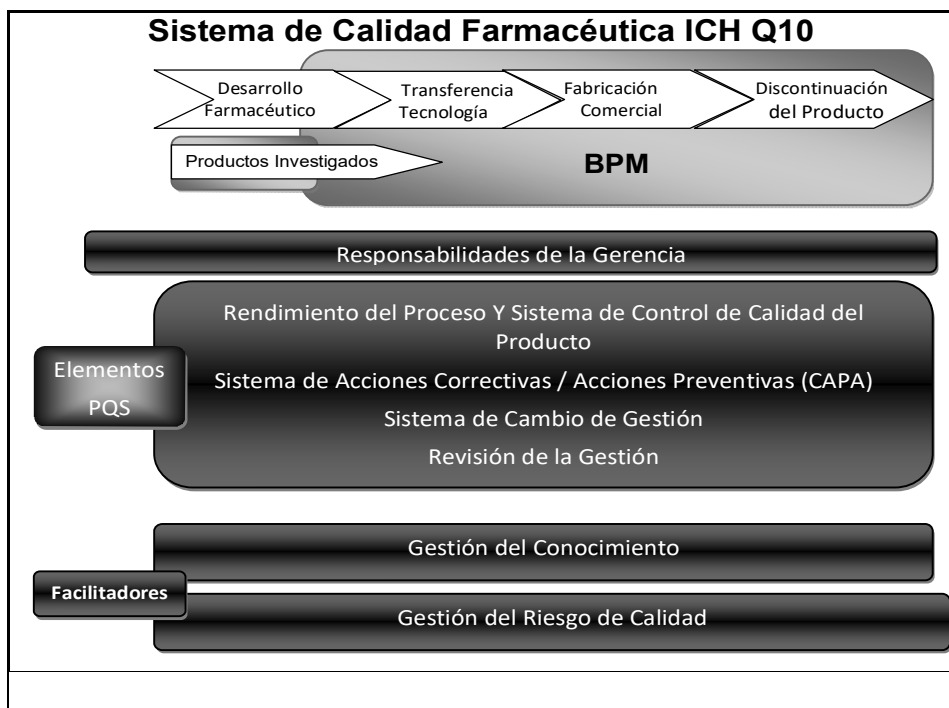 Sistema de Calidad Farmacéutica ICH Q10
Desarrollo
Farmacéutico
Transferencia
Tecnología
Fabricación
Comercial
Discontinuación
del Producto
Productos Investigados
BPM
Responsabilidades de la Gerencia
Elementos
PQS
Rendimiento del Proceso Y Sistema de Control de Calidad del
Producto
Sistema de Acciones Correctivas / Acciones Preventivas (CAPA)
Sistema de Cambio de Gestión
Revisión de la Gestión
Facilitadores
Gestión del Conocimiento
Gestión del Riesgo de Calidad